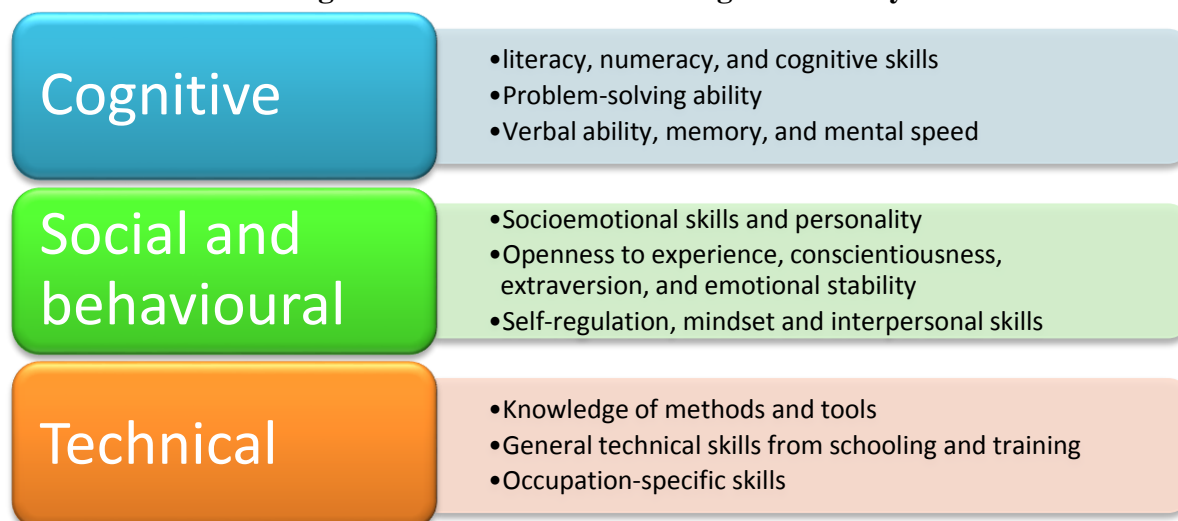 Cognitive
•literacy, numeracy, and cognitive skills
•Problem-solving ability
•Verbal ability, memory, and mental speed
Social and
behavioural
•Socioemotional skills and personality
•Openness to experience, conscientiousness,
extraversion, and emotional stability
•Self-regulation, mindset and interpersonal skills
Technical
•Knowledge of methods and tools
•General technical skills from schooling and training
•Occupation-specific skills